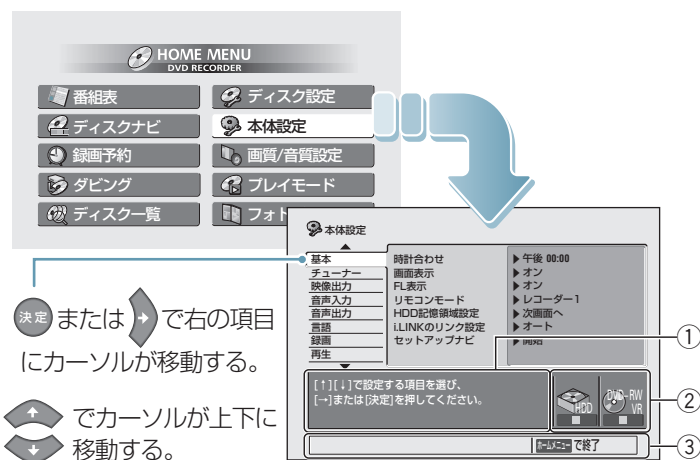 HOME MENU
DVD RECORDER
番組表
ディスク設定
ディスクナビ
本体設定
録画予約
画質/音質設定
ダビング
プレイモード
ディスク一覧
フォト
本体設定
基本
チューナー
映像出力
音声入力
音声出力
言語
録画
再生
時計合わせ
画面表示
FL表示
リモコンモード
HDD記憶領域設定
i.LINKのリンク設定
セットアップナビ
午後 00:00
オン
オン
レコーダー1
次画面へ
オート
開始
決定 または で右の項目
にカーソルが移動する。
でカーソルが上下に
移動する。
[↑][↓]で設定する項目を選び、
[→]または[決定]を押してください。
HDD
DVD-RW
VR
ホームメニュー で終了
①
②
③